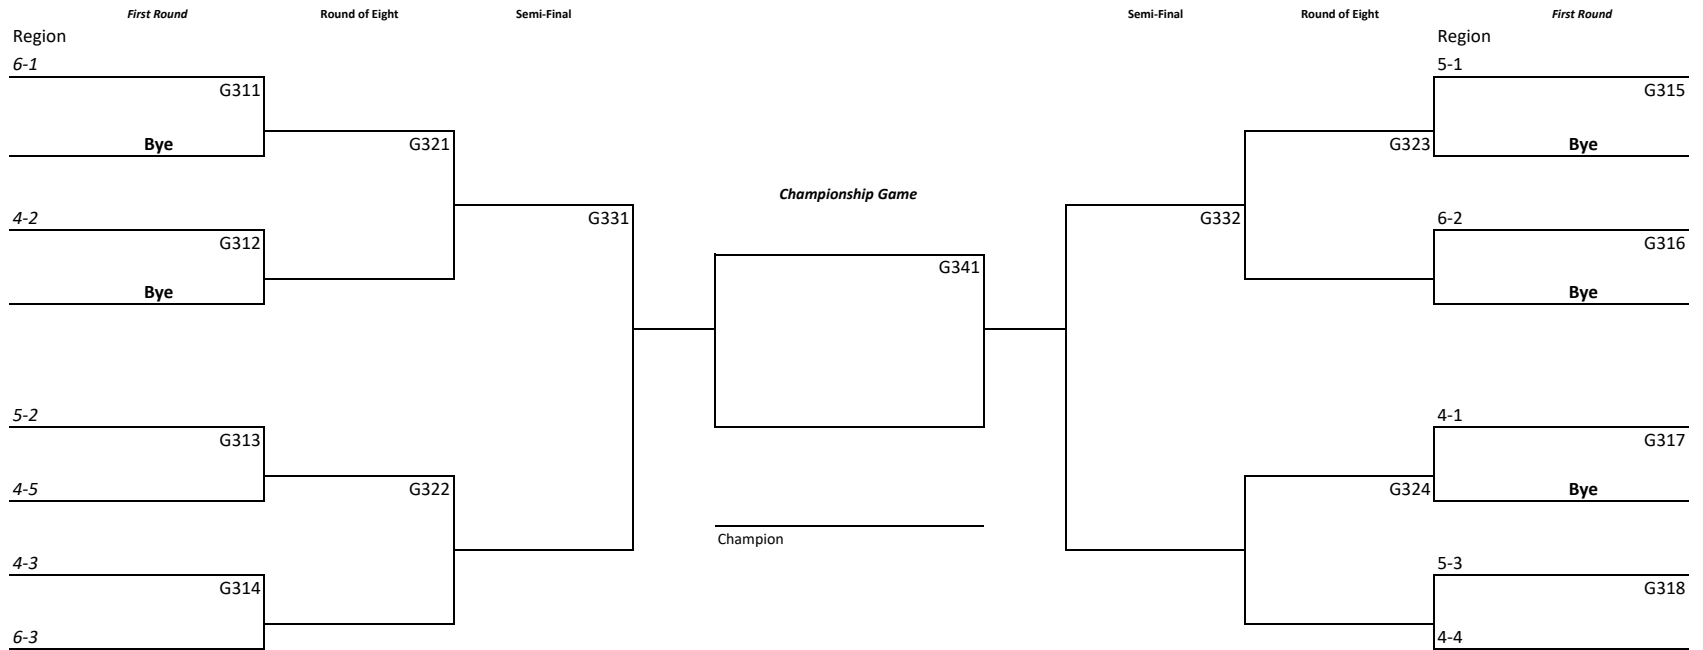 First Round Round of Eight Semi-Final Semi-Final Round of Eight First Round
Region Region
6-1 5-1
G311 G315
Bye G321 G323 Bye
Championship Game
4-2 G331 G332 6-2
G312 G316
G341
Bye Bye
5-2 4-1
G313 G317
4-5 G322 G324 Bye
Champion
4-3 5-3
G314 G318
6-3 4-4